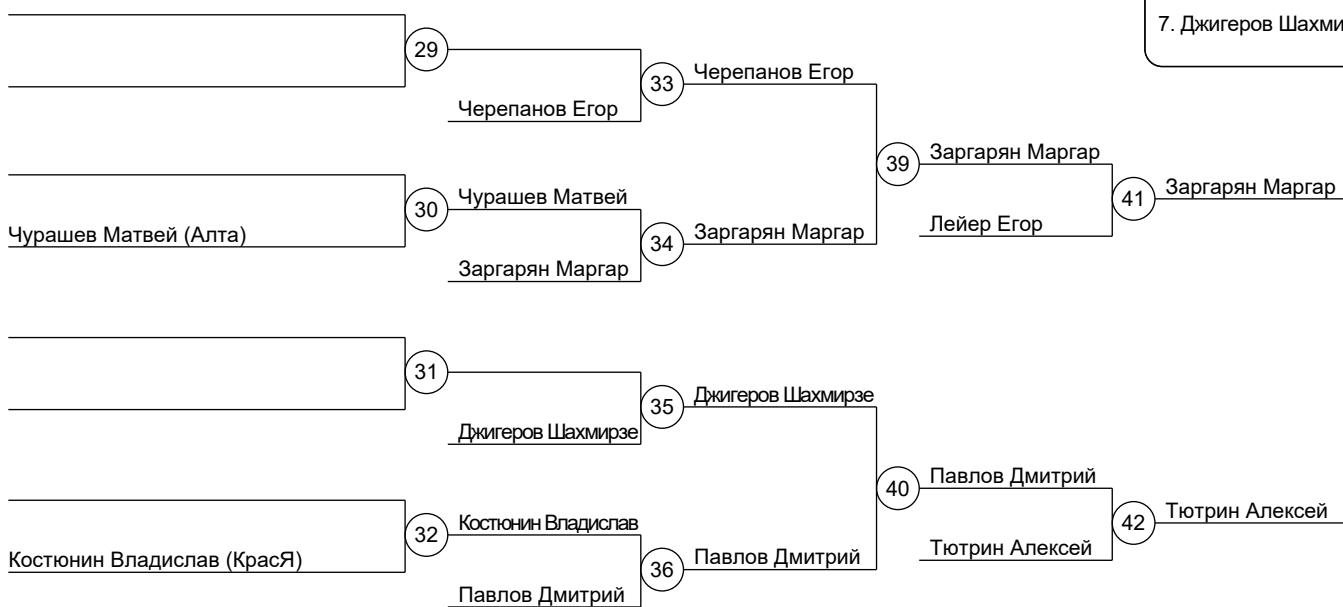 7. Джигеров Шахми
29
33
Черепанов Егор
Черепанов Егор
39
Заргарян Маргар
41
Заргарян Маргар
30
Чурашев Матвей
Чурашев Матвей (Алта)
34
Заргарян Маргар
Лейер Егор
Заргарян Маргар
31
35
Джигеров Шахмирзе
Джигеров Шахмирзе
40
Павлов Дмитрий
42
Тютрин Алексей
32
Костюнин Владислав
Тютрин Алексей
Костюнин Владислав (КрасЯ)
36
Павлов Дмитрий
Павлов Дмитрий